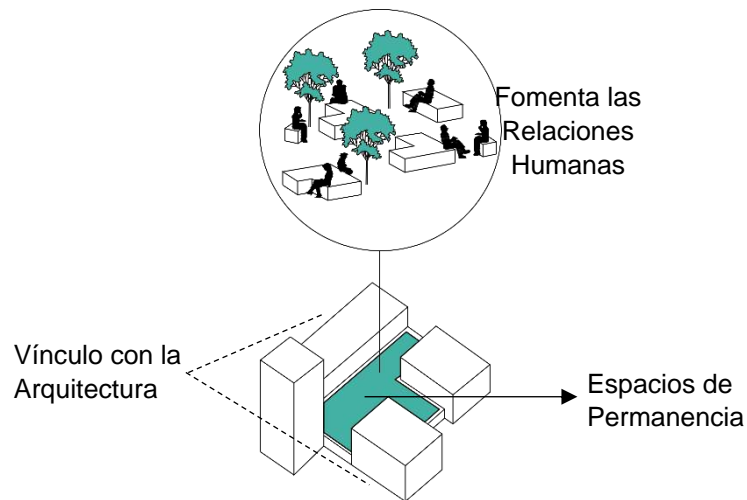 Fomenta las
Relaciones
Humanas
Vínculo con la
Arquitectura
Espacios de
Permanencia